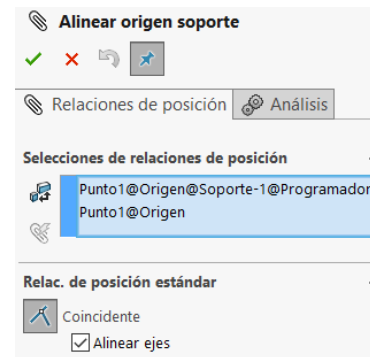 Alinear origen soporte
Relaciones de posición Análisis
Selecciones de relaciones de posición
Punto1@Origen@Soporte-1@Programador
Punto1@Origen
Relac. de posición estándar
Coincidente
Alinear ejes